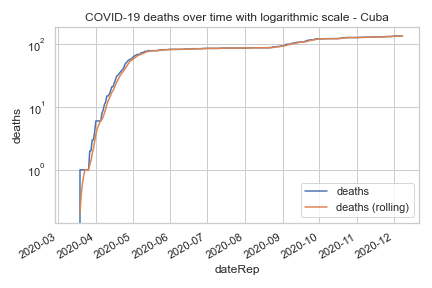 COVID-19 deaths over time with logarithmic scale - Cuba
deaths
10²
10¹
10⁰
deaths
deaths (rolling)
2020-03
2020-04
2020-05
2020-06
2020-07
2020-08
2020-09
2020-10
2020-11
2020-12
dateRep